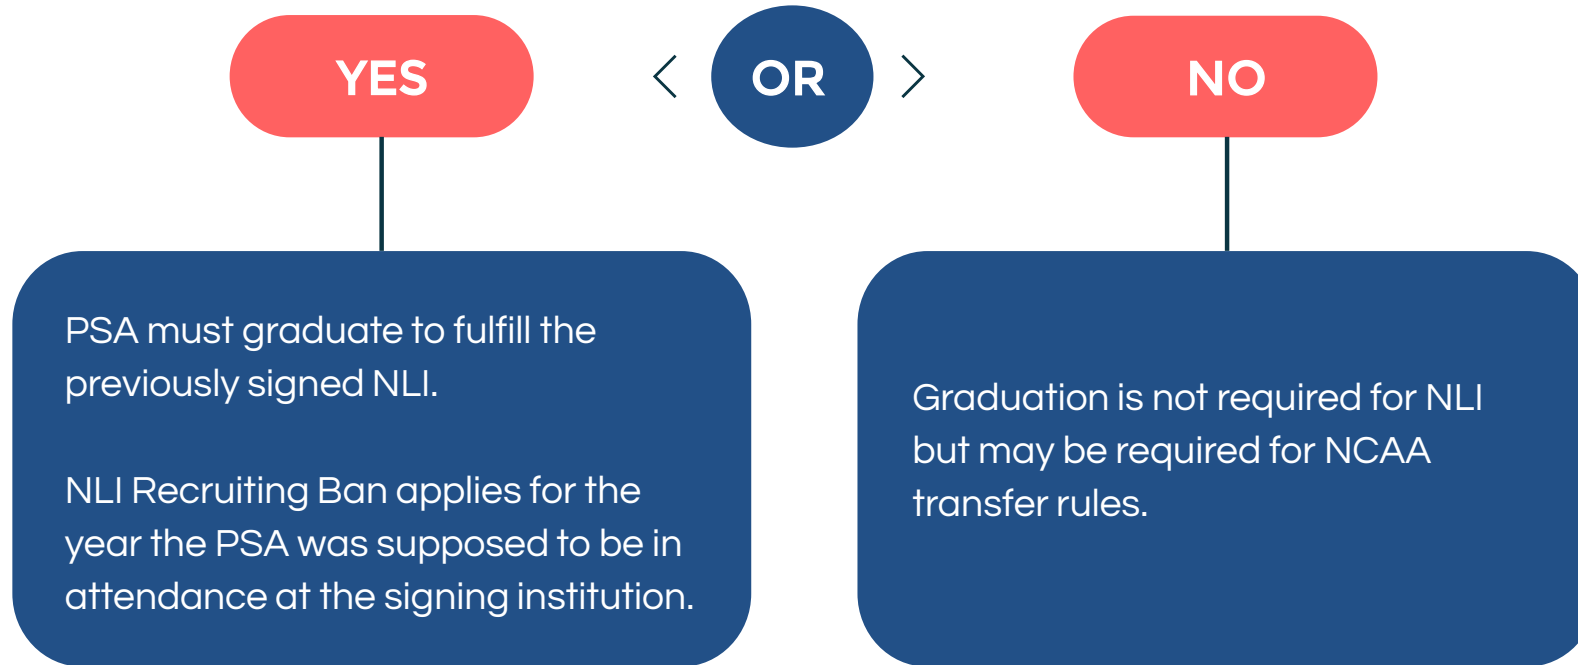 YES
OR
NO
PSA must graduate to fulfill the
previously signed NLI.
NLI Recruiting Ban applies for the
year the PSA was supposed to be in
attendance at the signing institution.
Graduation is not required for NLI
but may be required for NCAA
transfer rules.